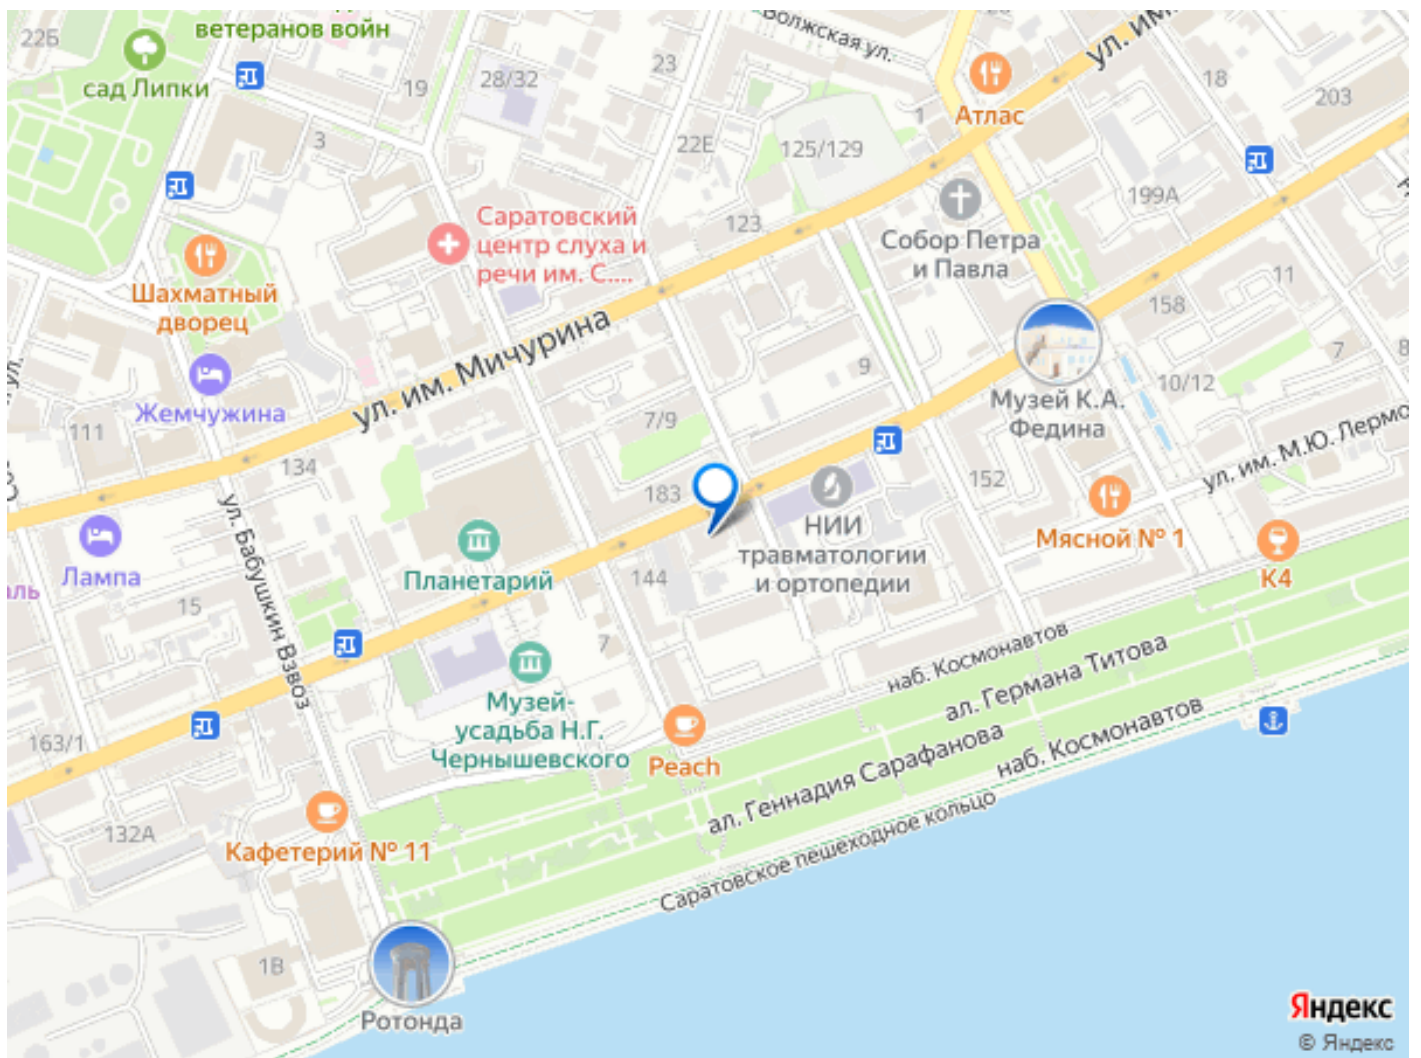 ветеранов войн
22Б
сад Липки
19
28/32
23
Волжская ул.
Атлас
ул. им.
18
203
3
22Е
125/129
1
199А
123
Саратовский
центр слуха и
речи им. С....
Собор Петра
и Павла
11
Шахматный
дворец
158
ул. им. Мичурина
9
7
8
Жемчужина
Музей К.А.
Федина
10/12
111
7/9
134
183
152
ул. им. М.Ю. Лермо
НИИ
травматологии
и ортопедии
Мясной № 1
Лампа
Планетарий
144
К4
аль
15
ул. Бабушкин Взвоз
7
наб. Космонавтов
ал. Германа Титова
Музей-
усадьба Н.Г.
Чернышевского
163/1
Peach
ал. Геннадия Сарафанова
наб. Космонавтов
132А
Кафетерий № 11
Саратовское пешеходное кольцо
1В
Ротонда
Яндекс
© Яндекс